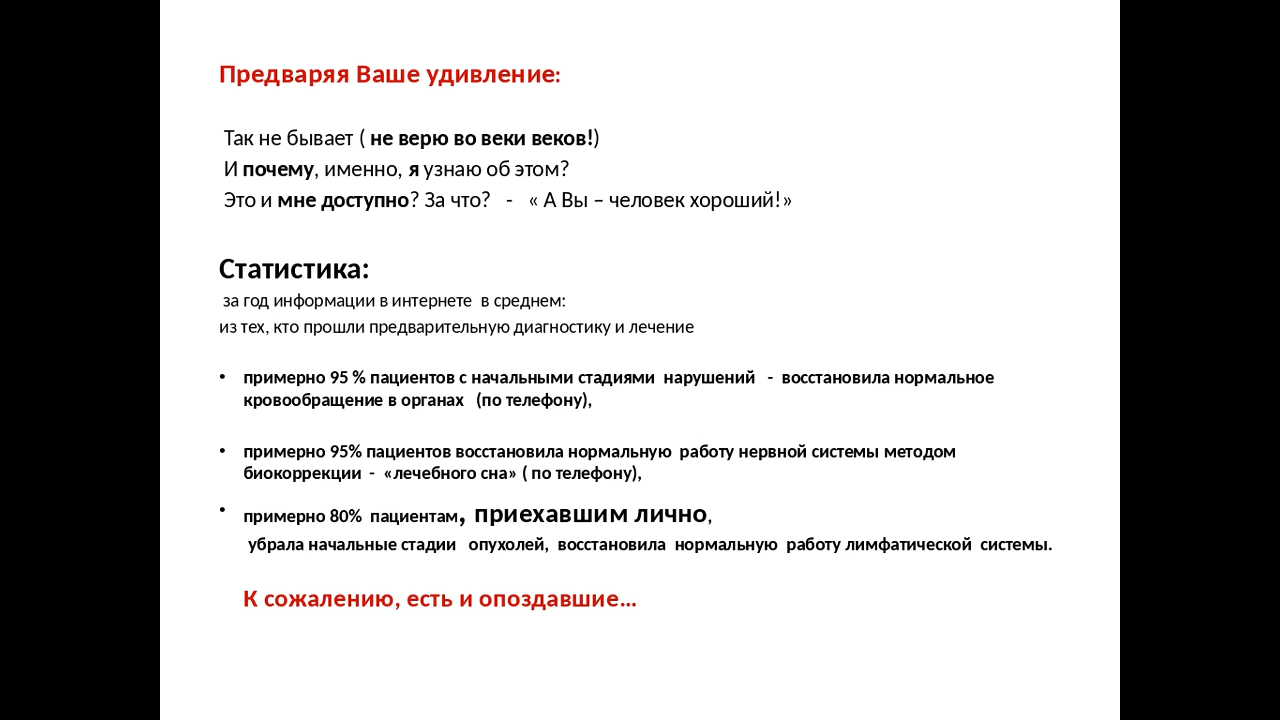 Предваряя Ваше удивление:
Так не бывает ( не верю во веки веков!)
И почему, именно, я узнаю об этом?
Это и мне доступно? За что? - « А Вы – человек хороший!»
Статистика:
за год информации в интернете в среднем:
из тех, кто прошли предварительную диагностику и лечение
• примерно 95 % пациентов с начальными стадиями нарушений - восстановила нормальное
кровообращение в органах (по телефону),
• примерно 95% пациентов восстановила нормальную работу нервной системы методом
биокоррекции - «лечебного сна» ( по телефону),
• примерно 80% пациентам, приехавшим лично,
убрала начальные стадии опухолей, восстановила нормальную работу лимфатической системы.
К сожалению, есть и опоздавшие...